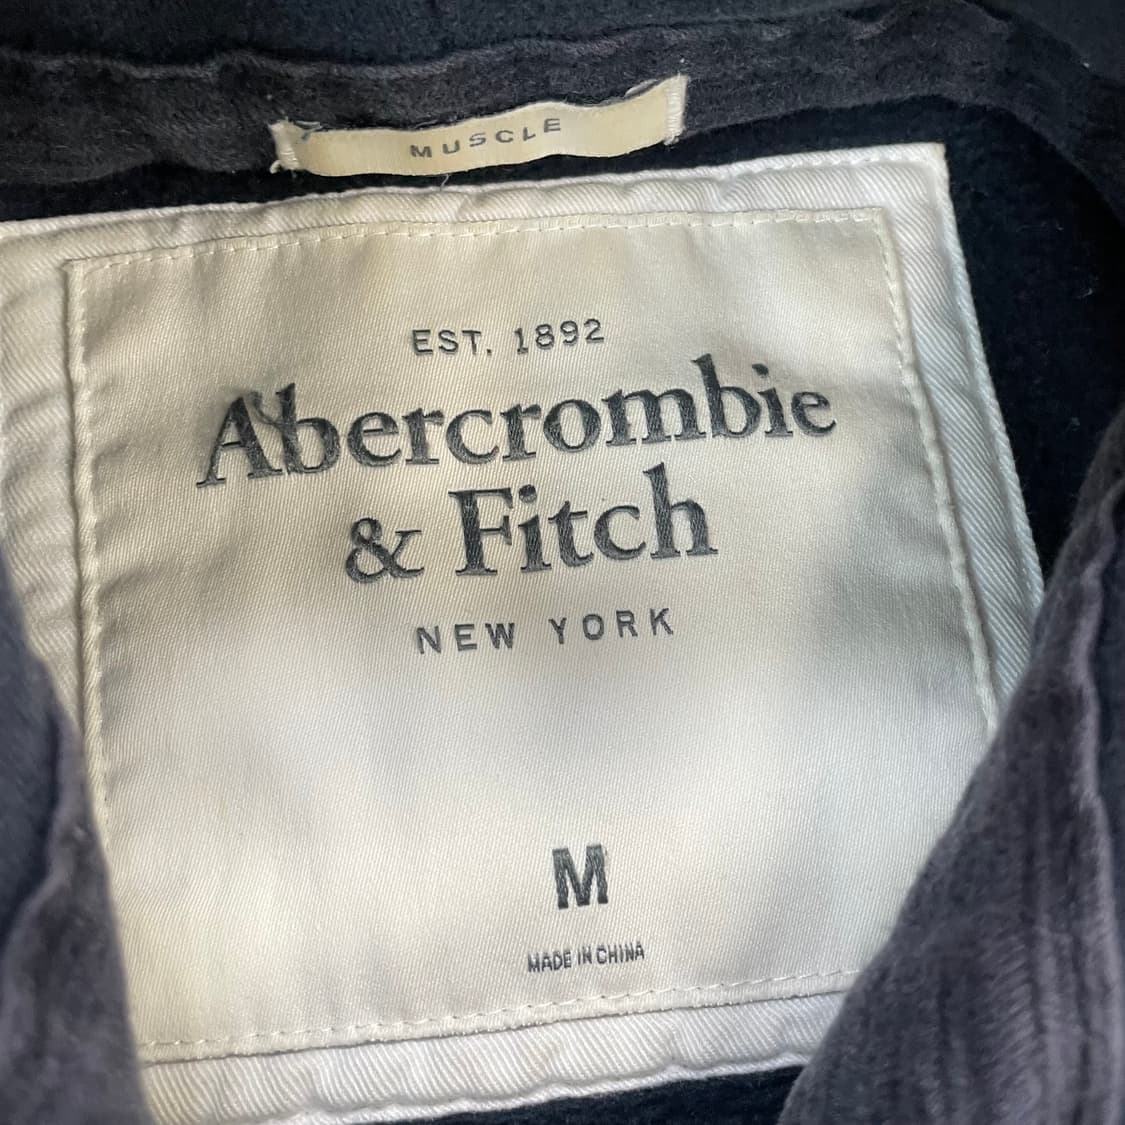 MUSCLE
EST. 1892
Abercrombie
& Fitch
NEW YORK
M
MADE IN CHINA